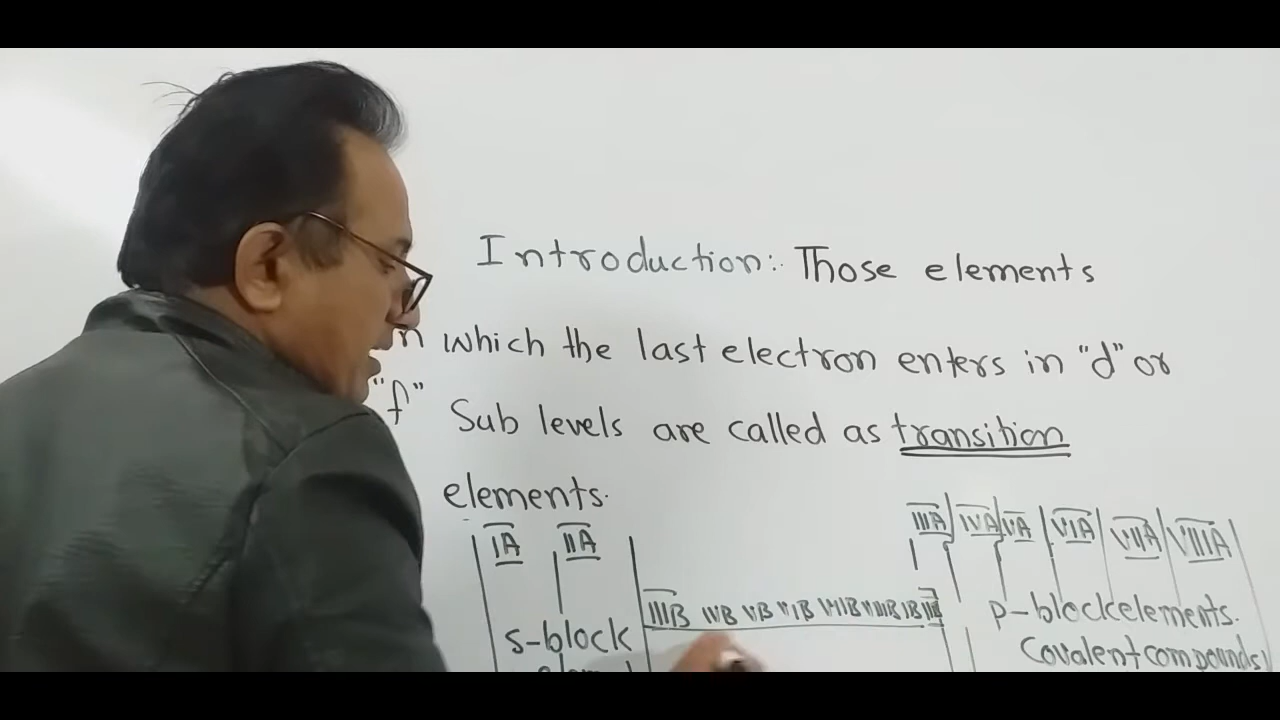 Introduction: Those elements
n which the last electron enters in "d" or
"f" Sub levels are called as transition
elements.
IA IIA IIIA IVA VA VIA VIIA VIIIA
IIIB IVB VB VIB VIIB VIIIB IB
s-block
p-block elements.
Covalent compounds